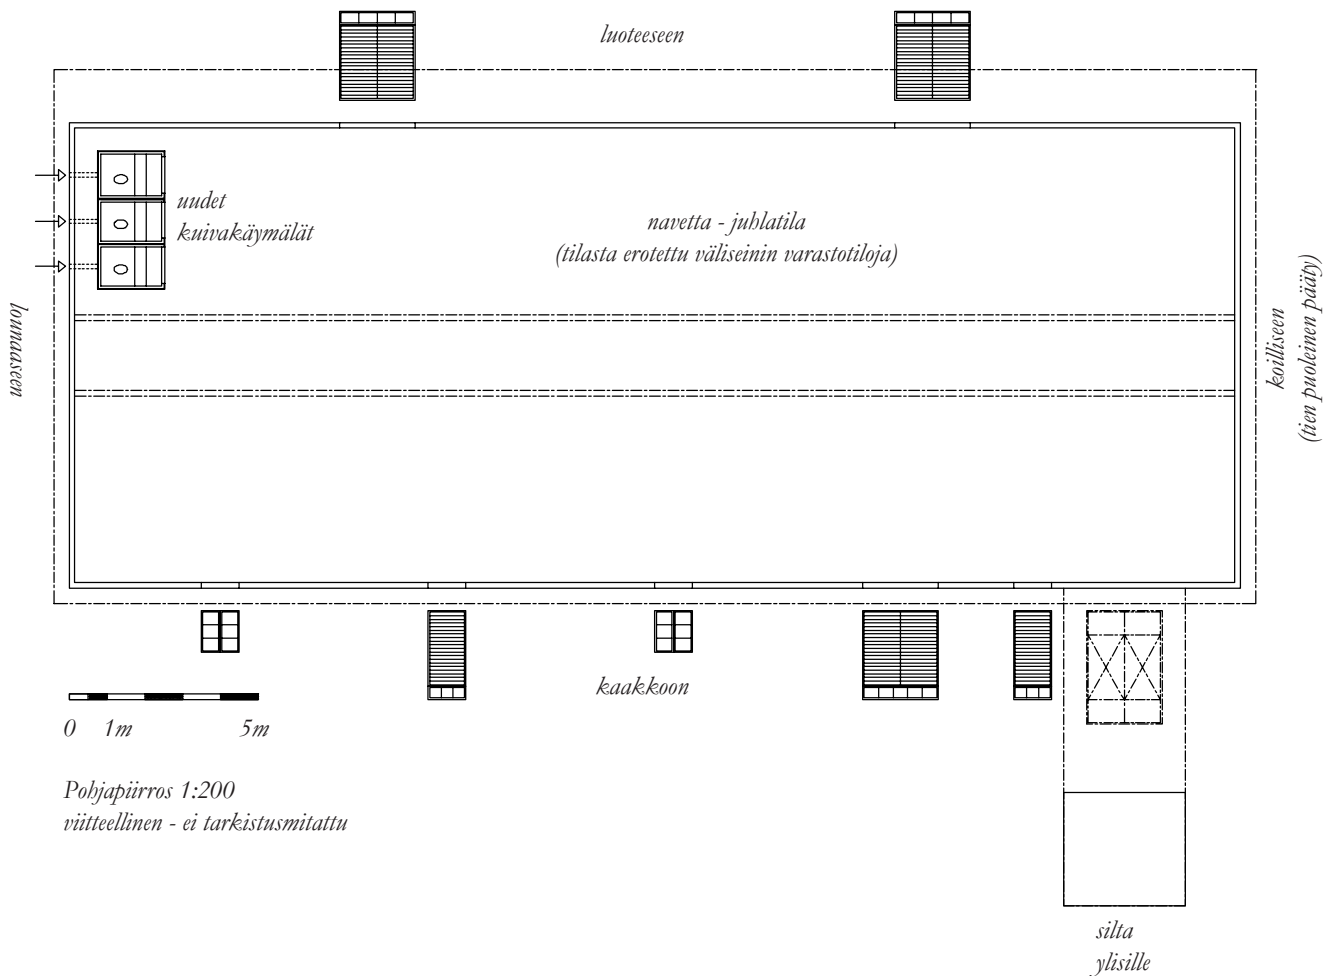 luoteeseen
uudet
kuivakäymälät
navetta - juhlatila
(tilasta erotettu väliseinin varastotiloja)
lounaaseen
koilliseen
(tien puoleinen pääty)
kaakkoon
0 1m 5m
Pohjapiirros 1:200
viitteellinen - ei tarkistusmitattu
silta
ylisille